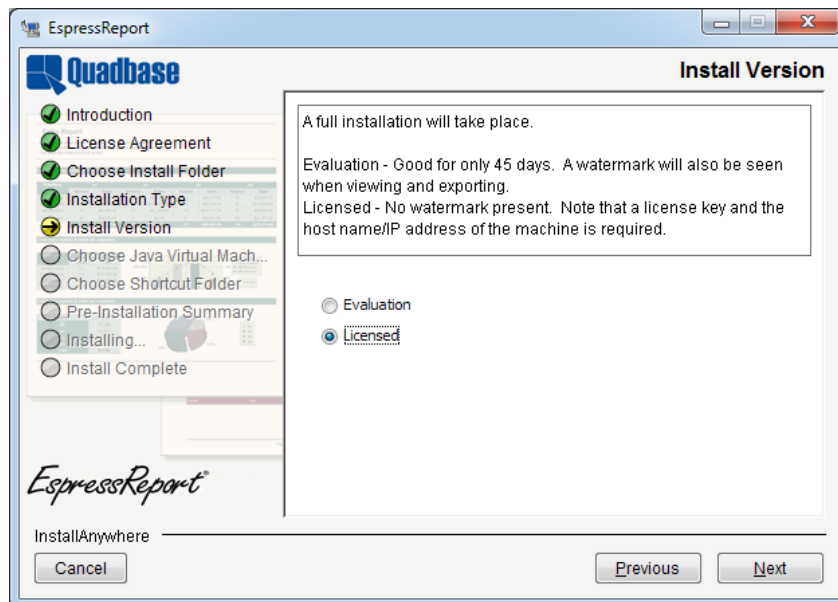 EspressReport
Quadbase
Install Version
Introduction
License Agreement
Choose Install Folder
Installation Type
Install Version
Choose Java Virtual Mach...
Choose Shortcut Folder
Pre-Installation Summary
Installing...
Install Complete
A full installation will take place.
Evaluation - Good for only 45 days.  A watermark will also be seen
when viewing and exporting.
Licensed - No watermark present.  Note that a license key and the
host name/IP address of the machine is required.
Evaluation
Licensed
EspressReport
InstallAnywhere
Cancel
Previous
Next